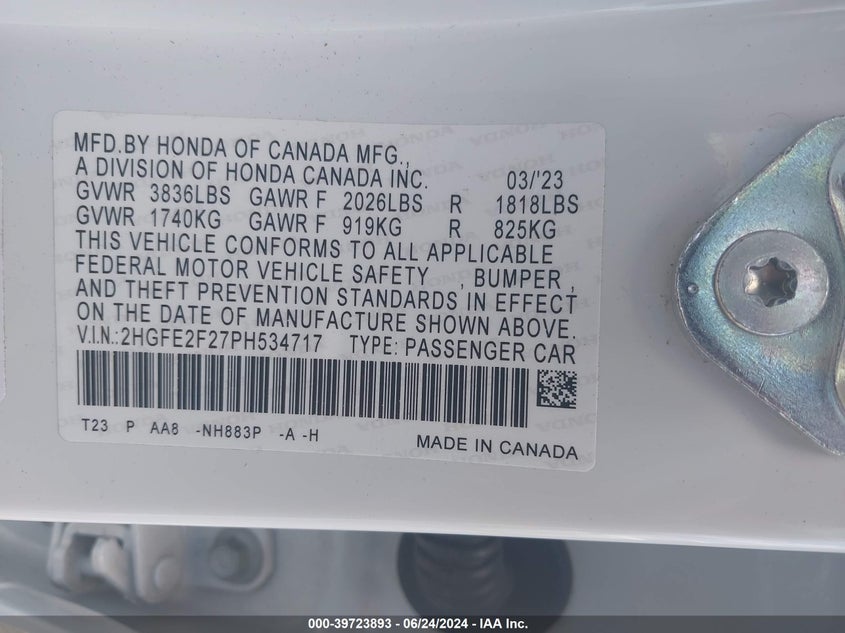 MFD.BY HONDA OF CANADA MFG.,
A DIVISION OF HONDA CANADA INC. 03/'23
GVWR 3836LBS GAWR F 2026LBS R 1818LBS
GVWR 1740KG GAWR F 919KG R 825KG
THIS VEHICLE CONFORMS TO ALL APPLICABLE
FEDERAL MOTOR VEHICLE SAFETY , BUMPER ,
AND THEFT PREVENTION STANDARDS IN EFFECT
ON THE DATE OF MANUFACTURE SHOWN ABOVE.
V.I.N.:2HGFE2F27PH534717 TYPE: PASSENGER CAR
T23 P AA8 -NH883P -A -H
MADE IN CANADA
000-39723893 - 06/24/2024 - IAA Inc.